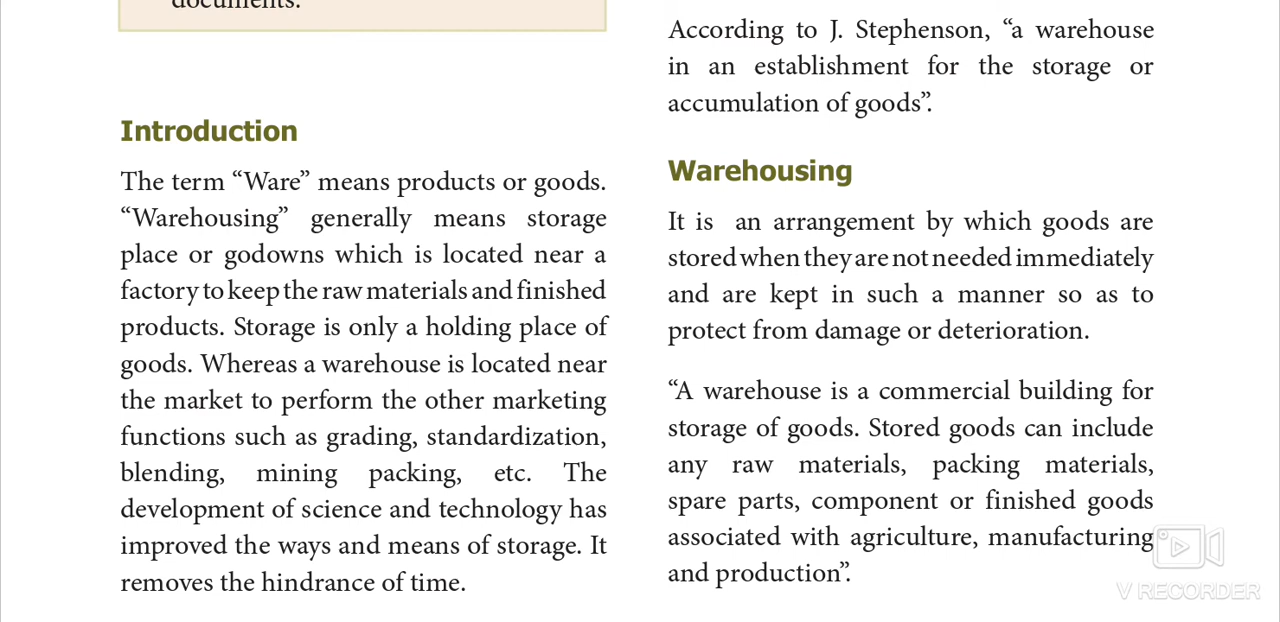 documents.
Introduction
The term “Ware” means products or goods.
“Warehousing” generally means storage
place or godowns which is located near a
factory to keep the raw materials and finished
products. Storage is only a holding place of
goods. Whereas a warehouse is located near
the market to perform the other marketing
functions such as grading, standardization,
blending, mining packing, etc. The
development of science and technology has
improved the ways and means of storage. It
removes the hindrance of time.
According to J. Stephenson, “a warehouse
in an establishment for the storage or
accumulation of goods”.
Warehousing
It is an arrangement by which goods are
stored when they are not needed immediately
and are kept in such a manner so as to
protect from damage or deterioration.
“A warehouse is a commercial building for
storage of goods. Stored goods can include
any raw materials, packing materials,
spare parts, component or finished goods
associated with agriculture, manufacturing
and production”.
V RECORDER